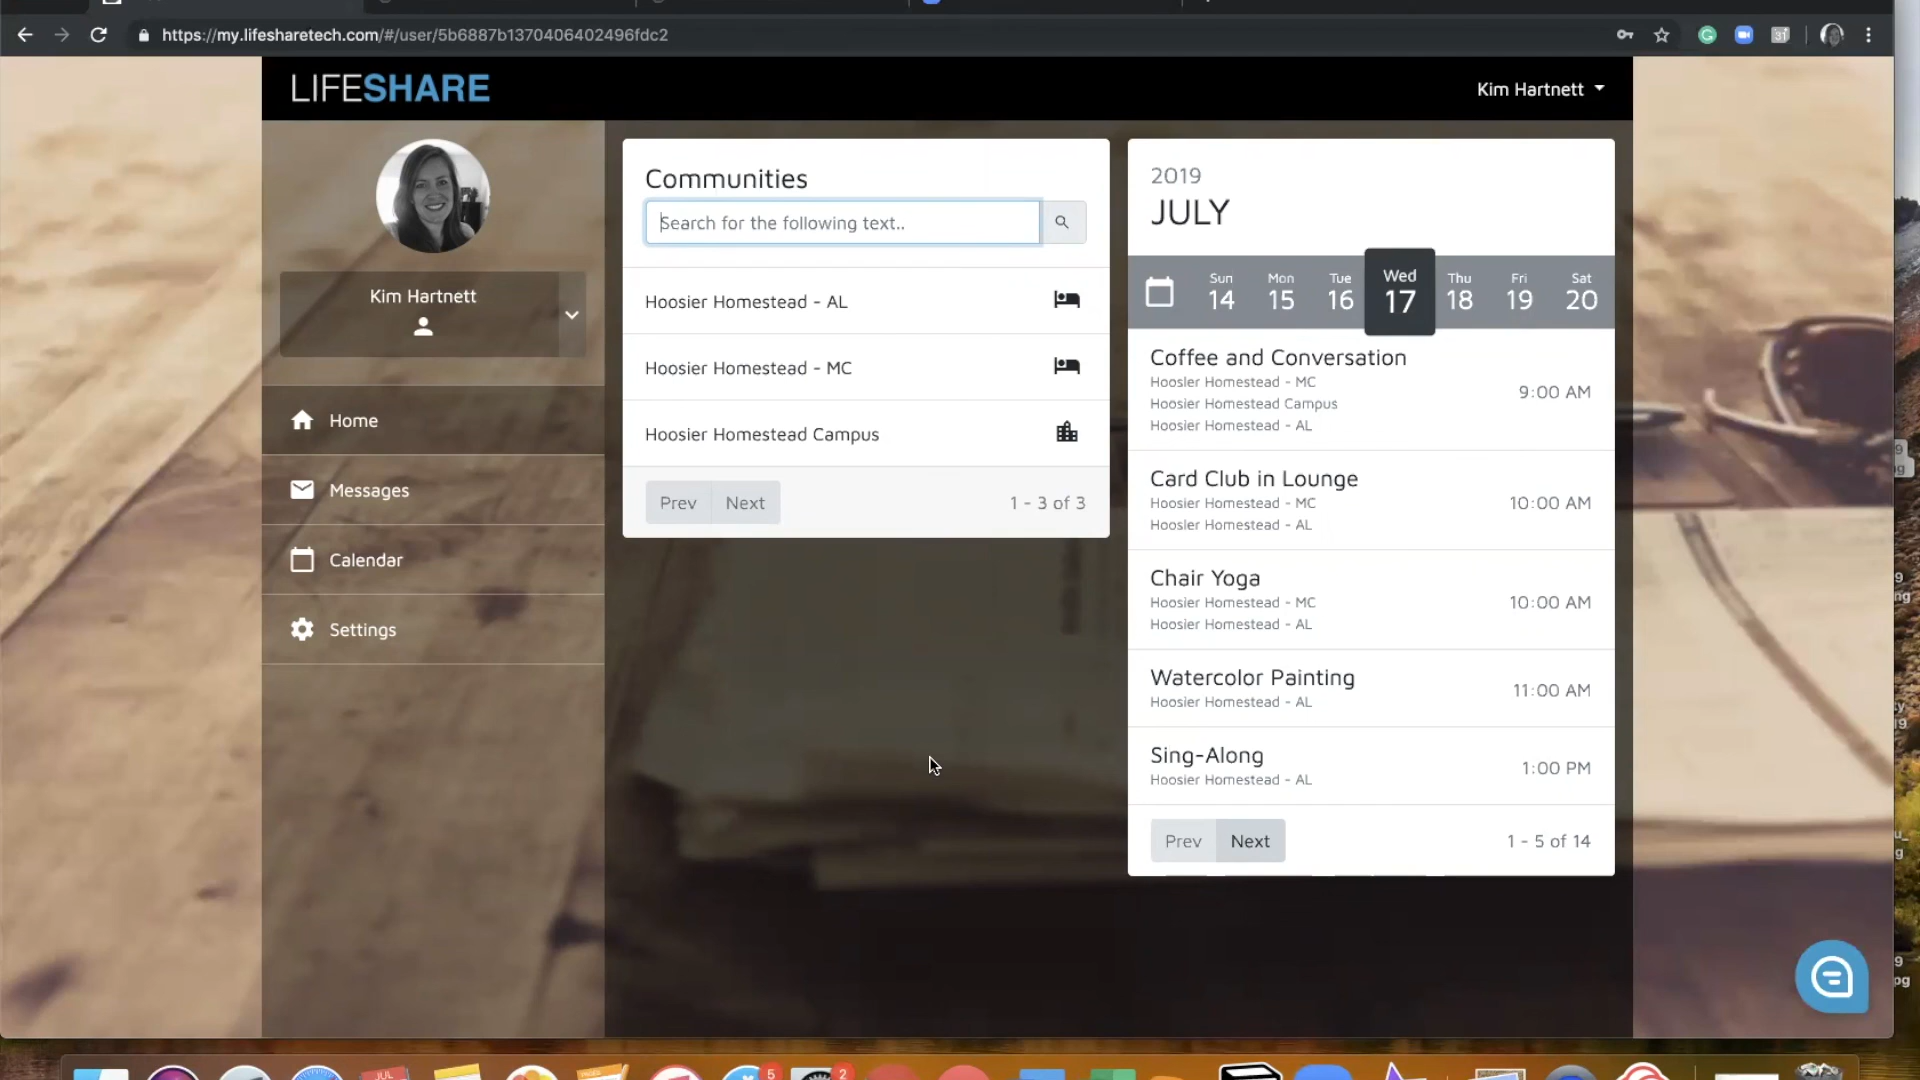 https://my.lifesharetech.com/#/user/5b6887b1370406402496fdc2
31
LIFESHARE
Kim Hartnett
Kim Hartnett
Home
Messages
Calendar
Settings
Communities
Search for the following text..
Hoosier Homestead - AL
Hoosier Homestead - MC
Hoosier Homestead Campus
Prev Next 1 - 3 of 3
2019
JULY
Sun Mon Tue Wed Thu Fri Sat
14 15 16 17 18 19 20
Coffee and Conversation
Hoosier Homestead - MC
Hoosier Homestead Campus
Hoosier Homestead - AL
9:00 AM
Card Club in Lounge
Hoosier Homestead - MC
Hoosier Homestead - AL
10:00 AM
Chair Yoga
Hoosier Homestead - MC
Hoosier Homestead - AL
10:00 AM
Watercolor Painting
Hoosier Homestead - AL
11:00 AM
Sing-Along
Hoosier Homestead - AL
1:00 PM
Prev Next 1 - 5 of 14
JUL
5
2